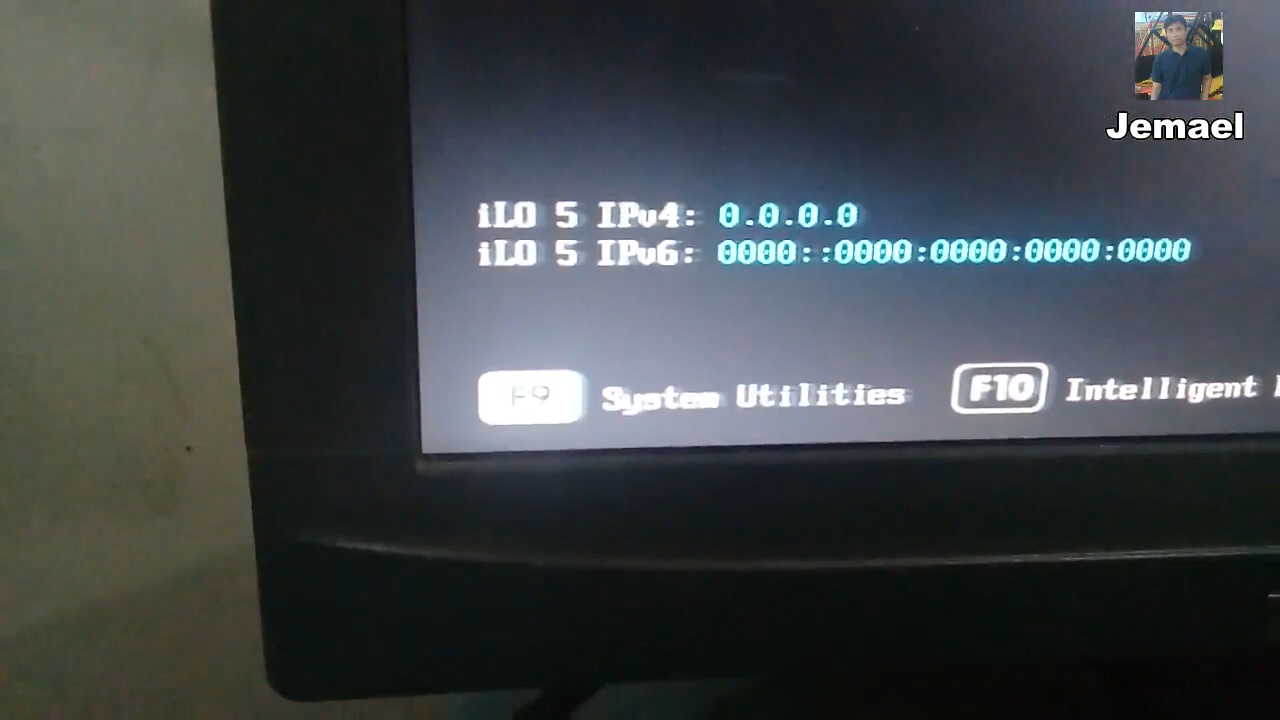 Jemael
iLO 5 IPv4: 0.0.0.0
iLO 5 IPv6: 0000::0000:0000:0000:0000
F9 System Utilities F10 Intelligent